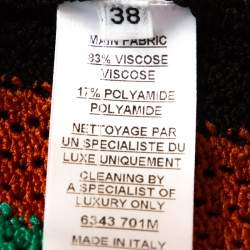 38
MAIN FABRIC
83% VISCOSE
VISCOSE
17% POLYAMIDE
POLYAMIDE
NETTOYAGE PAR
UN SPECIALISTE DU
LUXE UNIQUEMENT
CLEANING BY
A SPECIALIST OF
LUXURY ONLY
6343 701M
MADE IN ITALY